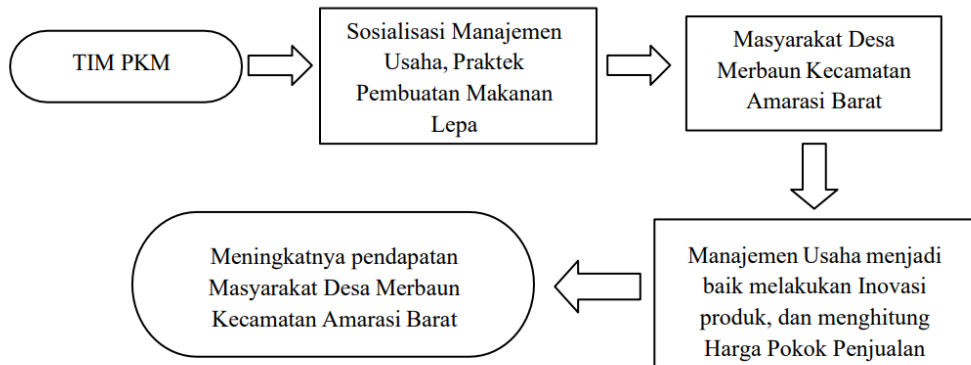 TIM PKM
Sosialisasi Manajemen
Usaha, Praktek
Pembuatan Makanan
Lepa
Masyarakat Desa
Merbaun Kecamatan
Amarasi Barat
Manajemen Usaha menjadi
baik melakukan Inovasi
produk, dan menghitung
Harga Pokok Penjualan
Meningkatnya pendapatan
Masyarakat Desa Merbaun
Kecamatan Amarasi Barat